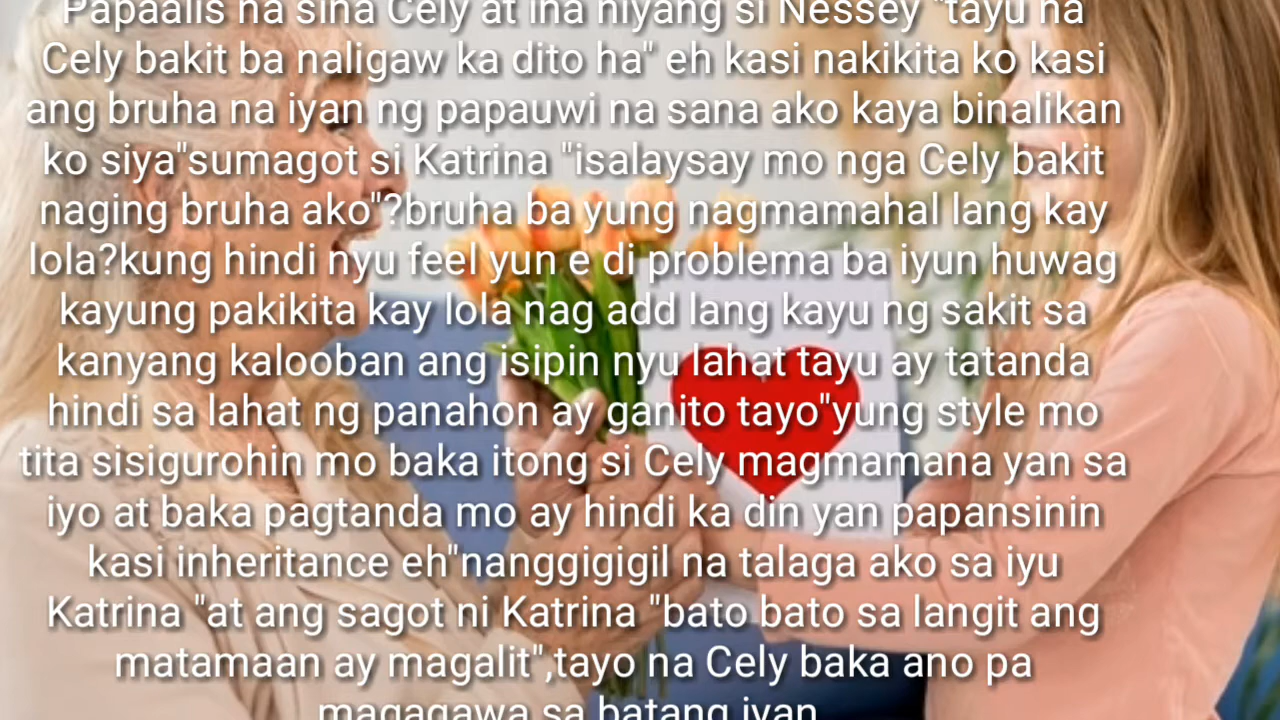 Papaalis na sina Cely at ina niyang si Nessey "tayu na
Cely bakit ba naligaw ka dito ha" eh kasi nakikita ko kasi
ang bruha na iyan ng papauwi na sana ako kaya binalikan
ko siya"sumagot si Katrina "isalaysay mo nga Cely bakit
naging bruha ako"?bruha ba yung nagmamahal lang kay
lola?kung hindi nyu feel yun e di problema ba iyun huwag
kayung pakikita kay lola nag add lang kayu ng sakit sa
kanyang kalooban ang isipin nyu lahat tayu ay tatanda
hindi sa lahat ng panahon ay ganito tayo"yung style mo
tita sisigurohin mo baka itong si Cely magmamana yan sa
iyo at baka pagtanda mo ay hindi ka din yan papansinin
kasi inheritance eh"nanggigigil na talaga ako sa iyu
Katrina "at ang sagot ni Katrina "bato bato sa langit ang
matamaan ay magalit",tayo na Cely baka ano pa
magagawa sa batang iyan